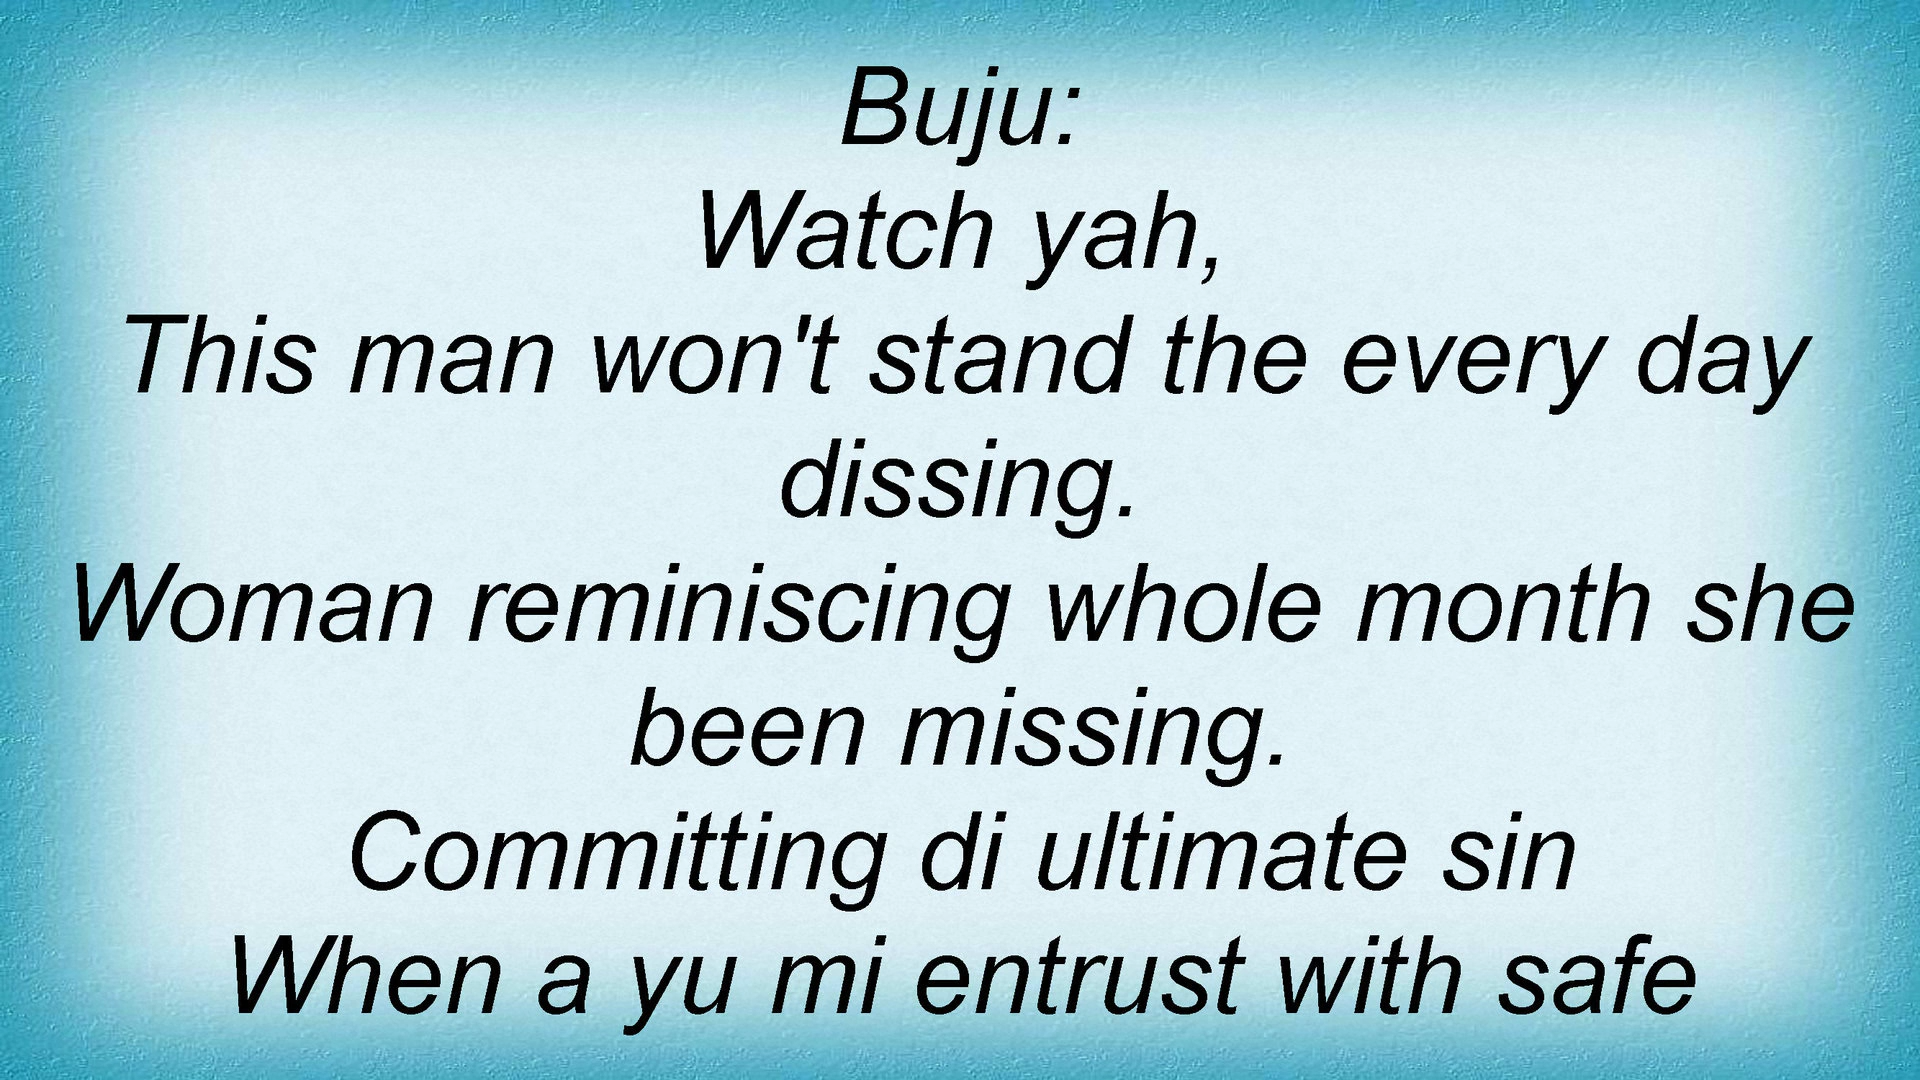 Buju:
Watch yah,
This man won't stand the every day
dissing.
Woman reminiscing whole month she
been missing.
Committing di ultimate sin
When a yu mi entrust with safe